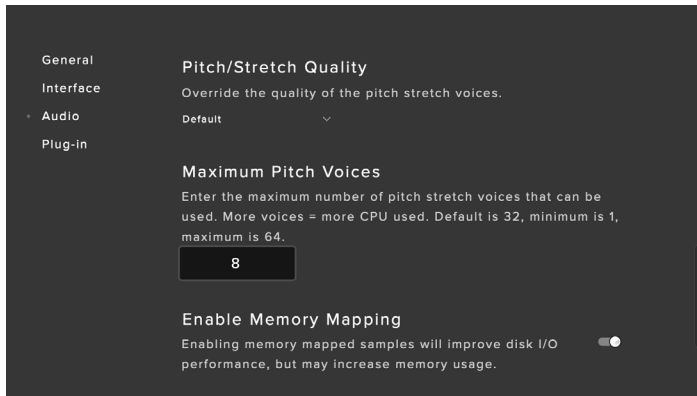 General
Interface
Audio
Plug-in
Pitch/Stretch Quality
Override the quality of the pitch stretch voices.
Default
Maximum Pitch Voices
Enter the maximum number of pitch stretch voices that can be
used. More voices = more CPU used. Default is 32, minimum is 1,
maximum is 64.
8
Enable Memory Mapping
Enabling memory mapped samples will improve disk I/O
performance, but may increase memory usage.